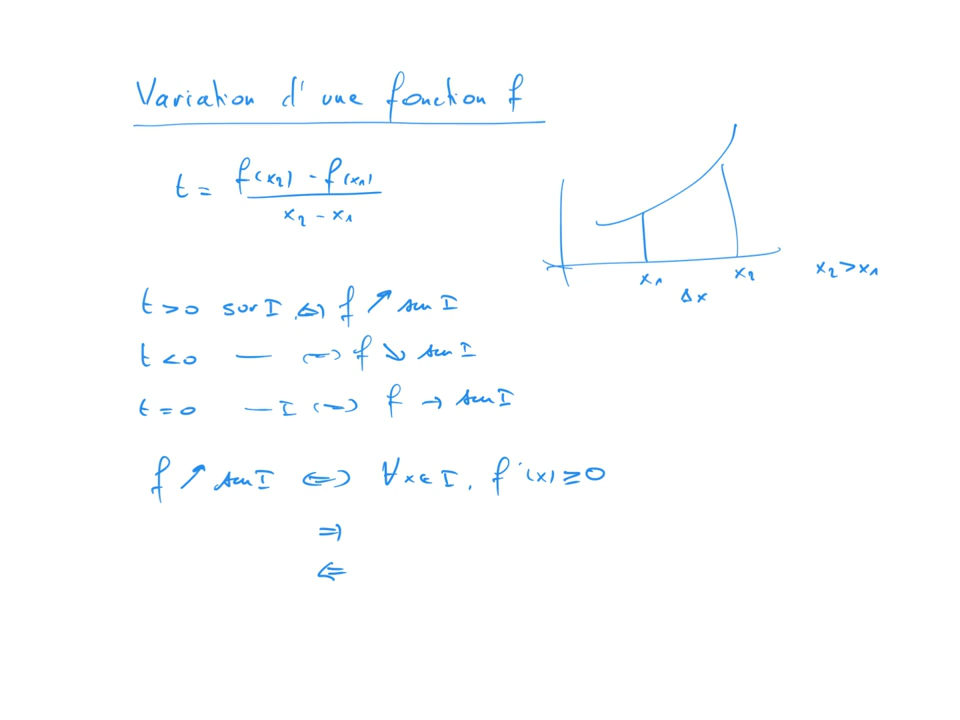 Variation d'une fonction f
t = f(x2) - f(x1) / x2 - x1
x1 x2 x2 > x1
Δx
t > 0 sur I ⇔ f ↗ sur I
t < 0 — ⇔ f ↘ sur I
t = 0 — I ⇔ f → sur I
f ↗ sur I ⇔ ∀x ∈ I, f'(x) ≥ 0
⇒
⇐